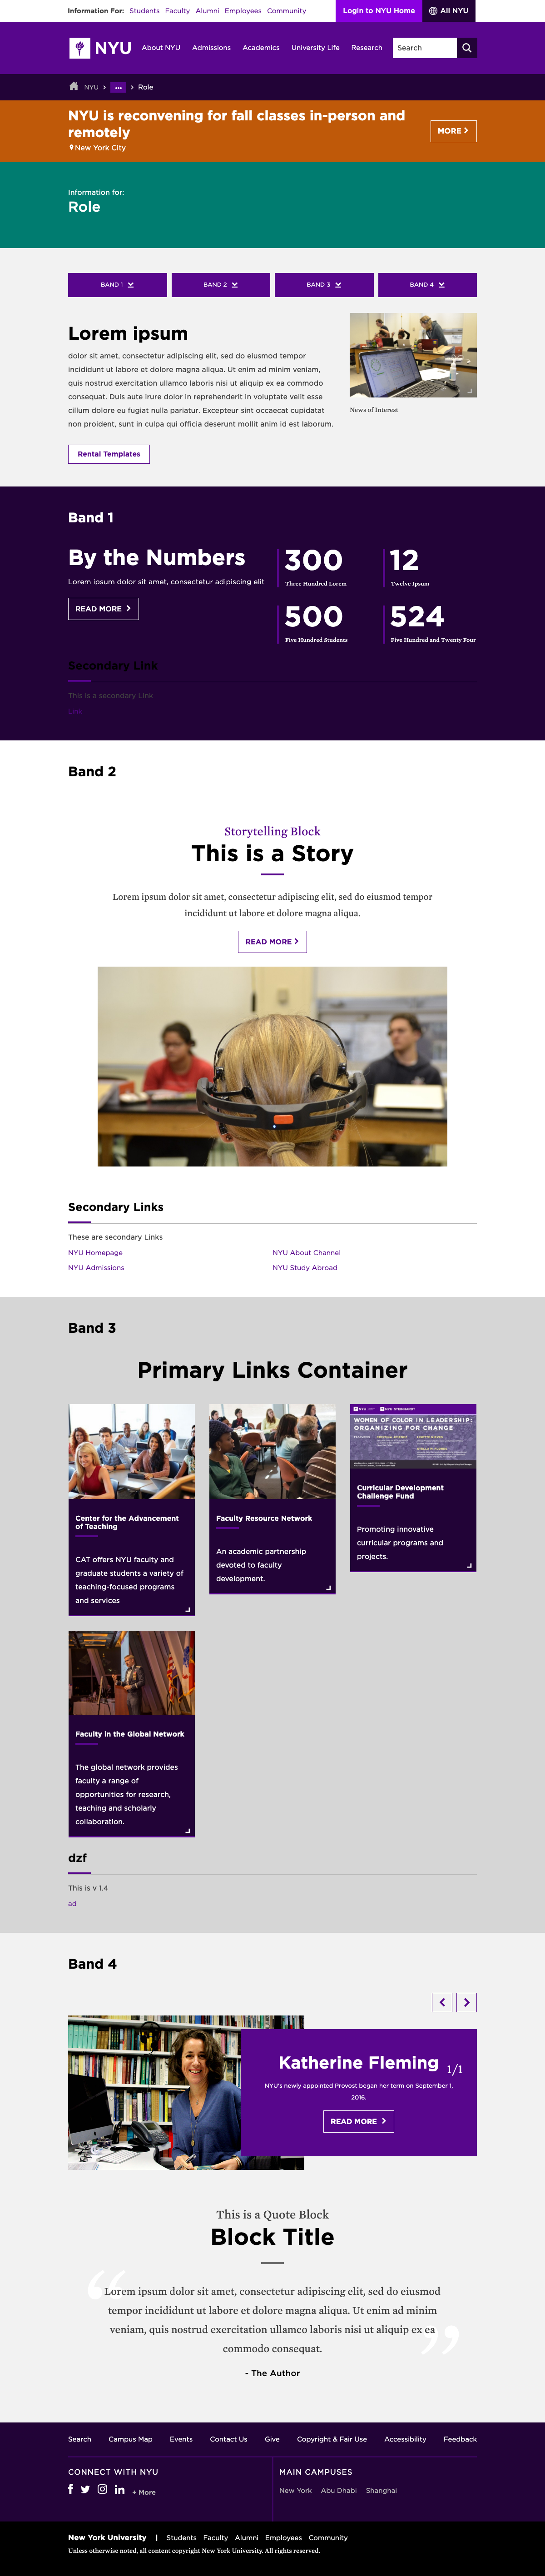 Information For: Students Faculty Alumni Employees Community Login to NYU Home All NYU
NYU About NYU Admissions Academics University Life Research Search
NYU > ... > Role
NYU is reconvening for fall classes in-person and
remotely
New York City
MORE
Information for:
Role
BAND 1 BAND 2 BAND 3 BAND 4
Lorem ipsum
dolor sit amet, consectetur adipiscing elit, sed do eiusmod tempor
incididunt ut labore et dolore magna aliqua. Ut enim ad minim veniam,
quis nostrud exercitation ullamco laboris nisi ut aliquip ex ea commodo
consequat. Duis aute irure dolor in reprehenderit in voluptate velit esse
cillum dolore eu fugiat nulla pariatur. Excepteur sint occaecat cupidatat
non proident, sunt in culpa qui officia deserunt mollit anim id est laborum.
News of Interest
Rental Templates
Band 1
By the Numbers
Lorem ipsum dolor sit amet, consectetur adipiscing elit
READ MORE
300
Three Hundred Lorem
12
Twelve Ipsum
500
Five Hundred Students
524
Five Hundred and Twenty Four
Secondary Link
This is a secondary Link
Link
Band 2
Storytelling Block
This is a Story
Lorem ipsum dolor sit amet, consectetur adipiscing elit, sed do eiusmod tempor
incididunt ut labore et dolore magna aliqua.
READ MORE
Secondary Links
These are secondary Links
NYU Homepage NYU About Channel
NYU Admissions NYU Study Abroad
Band 3
Primary Links Container
Center for the Advancement
of Teaching
CAT offers NYU faculty and
graduate students a variety of
teaching-focused programs
and services
Faculty Resource Network
An academic partnership
devoted to faculty
development.
WOMEN OF COLOR IN LEADERSHIP:
ORGANIZING FOR CHANGE
Curricular Development
Challenge Fund
Promoting innovative
curricular programs and
projects.
Faculty in the Global Network
The global network provides
faculty a range of
opportunities for research,
teaching and scholarly
collaboration.
dzf
This is v 1.4
ad
Band 4
Katherine Fleming
1/1
NYU's newly appointed Provost began her term on September 1,
2016.
READ MORE
This is a Quote Block
Block Title
“
Lorem ipsum dolor sit amet, consectetur adipiscing elit, sed do eiusmod
tempor incididunt ut labore et dolore magna aliqua. Ut enim ad minim
veniam, quis nostrud exercitation ullamco laboris nisi ut aliquip ex ea
commodo consequat.
”
- The Author
Search Campus Map Events Contact Us Give Copyright & Fair Use Accessibility Feedback
CONNECT WITH NYU
+ More
MAIN CAMPUSES
New York Abu Dhabi Shanghai
New York University | Students Faculty Alumni Employees Community
Unless otherwise noted, all content copyright New York University. All rights reserved.